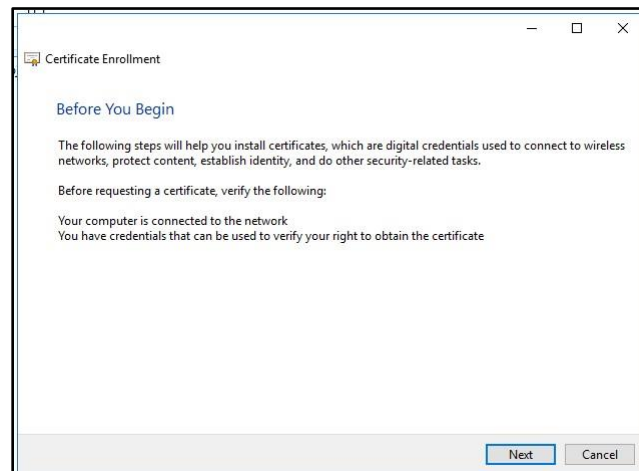 Certificate Enrollment
Before You Begin
The following steps will help you install certificates, which are digital credentials used to connect to wireless
networks, protect content, establish identity, and do other security-related tasks.
Before requesting a certificate, verify the following:
Your computer is connected to the network
You have credentials that can be used to verify your right to obtain the certificate
Next Cancel